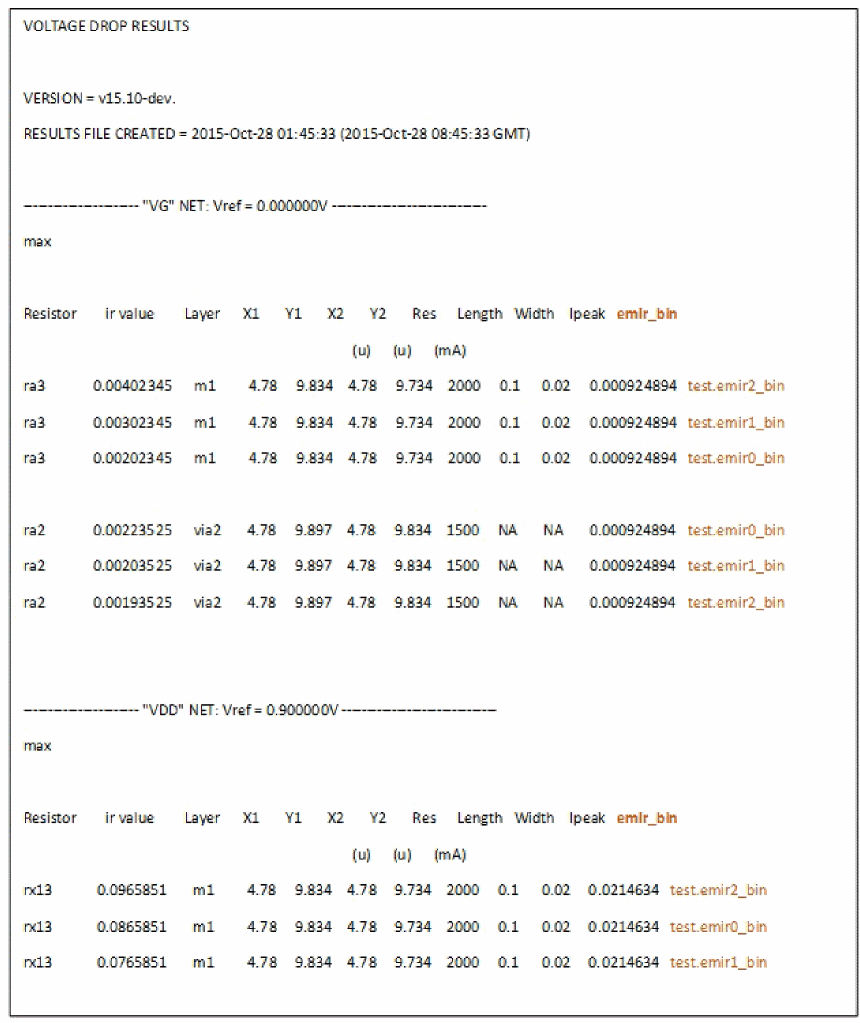 VOLTAGE DROP RESULTS
VERSION = v15.10-dev.
RESULTS FILE CREATED = 2015-Oct-28 01:45:33 (2015-Oct-28 08:45:33 GMT)
---------------------- "VG" NET: Vref = 0.000000V ------------------------------
max
Resistor ir value Layer X1 Y1 X2 Y2 Res Length Width Ipeak emir_bin
(u) (u) (mA)
ra3 0.00402345 m1 4.78 9.834 4.78 9.734 2000 0.1 0.02 0.000924894 test.emir2_bin
ra3 0.00302345 m1 4.78 9.834 4.78 9.734 2000 0.1 0.02 0.000924894 test.emir1_bin
ra3 0.00202345 m1 4.78 9.834 4.78 9.734 2000 0.1 0.02 0.000924894 test.emir0_bin
ra2 0.00223525 via2 4.78 9.897 4.78 9.834 1500 NA NA 0.000924894 test.emir0_bin
ra2 0.00203525 via2 4.78 9.897 4.78 9.834 1500 NA NA 0.000924894 test.emir1_bin
ra2 0.00193525 via2 4.78 9.897 4.78 9.834 1500 NA NA 0.000924894 test.emir2_bin
---------------------- "VDD" NET: Vref = 0.900000V ------------------------------
max
Resistor ir value Layer X1 Y1 X2 Y2 Res Length Width Ipeak emir_bin
(u) (u) (mA)
rx13 0.0965851 m1 4.78 9.834 4.78 9.734 2000 0.1 0.02 0.0214634 test.emir2_bin
rx13 0.0865851 m1 4.78 9.834 4.78 9.734 2000 0.1 0.02 0.0214634 test.emir0_bin
rx13 0.0765851 m1 4.78 9.834 4.78 9.734 2000 0.1 0.02 0.0214634 test.emir1_bin